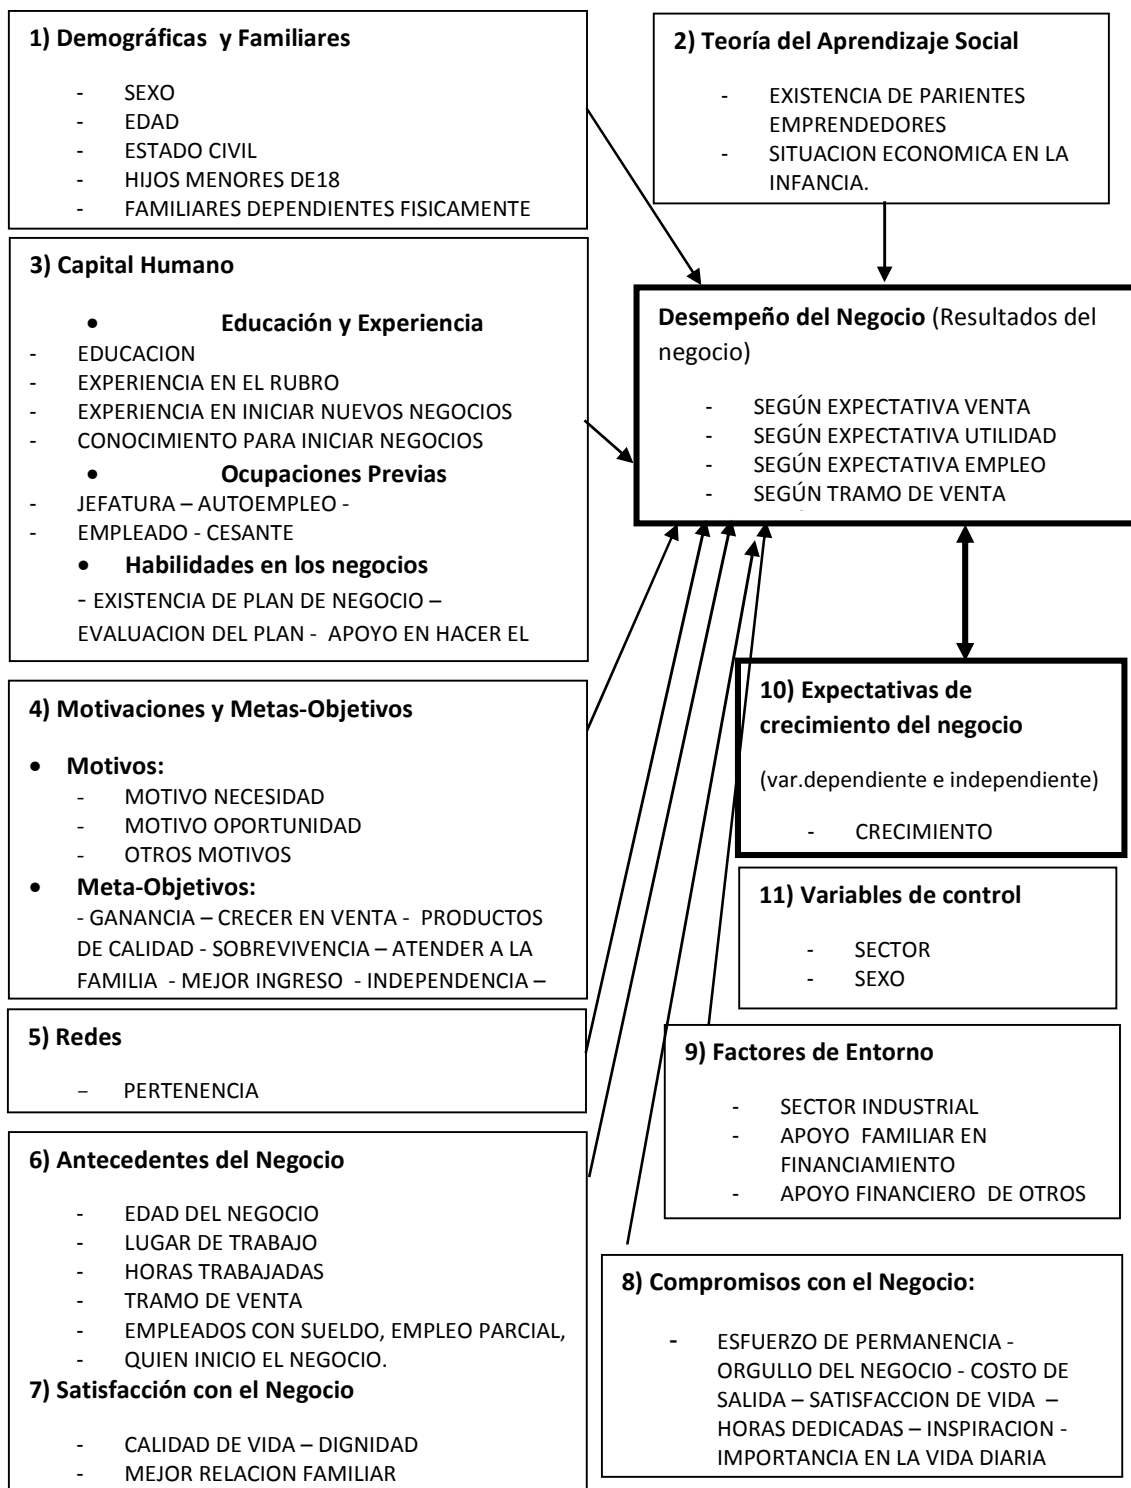 1) Demográficas y Familiares
- SEXO
- EDAD
- ESTADO CIVIL
- HIJOS MENORES DE18
- FAMILIARES DEPENDIENTES FISICAMENTE
2) Teoría del Aprendizaje Social
- EXISTENCIA DE PARIENTES
EMPRENDEDORES
- SITUACION ECONOMICA EN LA
INFANCIA.
3) Capital Humano
• Educación y Experiencia
- EDUCACION
- EXPERIENCIA EN EL RUBRO
- EXPERIENCIA EN INICIAR NUEVOS NEGOCIOS
- CONOCIMIENTO PARA INICIAR NEGOCIOS
• Ocupaciones Previas
- JEFATURA – AUTOEMPLEO -
- EMPLEADO - CESANTE
• Habilidades en los negocios
- EXISTENCIA DE PLAN DE NEGOCIO –
EVALUACION DEL PLAN - APOYO EN HACER EL
Desempeño del Negocio (Resultados del
negocio)
- SEGÚN EXPECTATIVA VENTA
- SEGÚN EXPECTATIVA UTILIDAD
- SEGÚN EXPECTATIVA EMPLEO
- SEGÚN TRAMO DE VENTA
4) Motivaciones y Metas-Objetivos
• Motivos:
- MOTIVO NECESIDAD
- MOTIVO OPORTUNIDAD
- OTROS MOTIVOS
• Meta-Objetivos:
- GANANCIA – CRECER EN VENTA - PRODUCTOS
DE CALIDAD - SOBREVIVENCIA – ATENDER A LA
FAMILIA - MEJOR INGRESO - INDEPENDENCIA –
10) Expectativas de
crecimiento del negocio
(var.dependiente e independiente)
- CRECIMIENTO
11) Variables de control
- SECTOR
- SEXO
5) Redes
– PERTENENCIA
9) Factores de Entorno
- SECTOR INDUSTRIAL
- APOYO FAMILIAR EN
FINANCIAMIENTO
- APOYO FINANCIERO DE OTROS
6) Antecedentes del Negocio
- EDAD DEL NEGOCIO
- LUGAR DE TRABAJO
- HORAS TRABAJADAS
- TRAMO DE VENTA
- EMPLEADOS CON SUELDO, EMPLEO PARCIAL,
- QUIEN INICIO EL NEGOCIO.
7) Satisfacción con el Negocio
- CALIDAD DE VIDA – DIGNIDAD
- MEJOR RELACION FAMILIAR
8) Compromisos con el Negocio:
- ESFUERZO DE PERMANENCIA -
ORGULLO DEL NEGOCIO - COSTO DE
SALIDA – SATISFACCION DE VIDA –
HORAS DEDICADAS – INSPIRACION -
IMPORTANCIA EN LA VIDA DIARIA